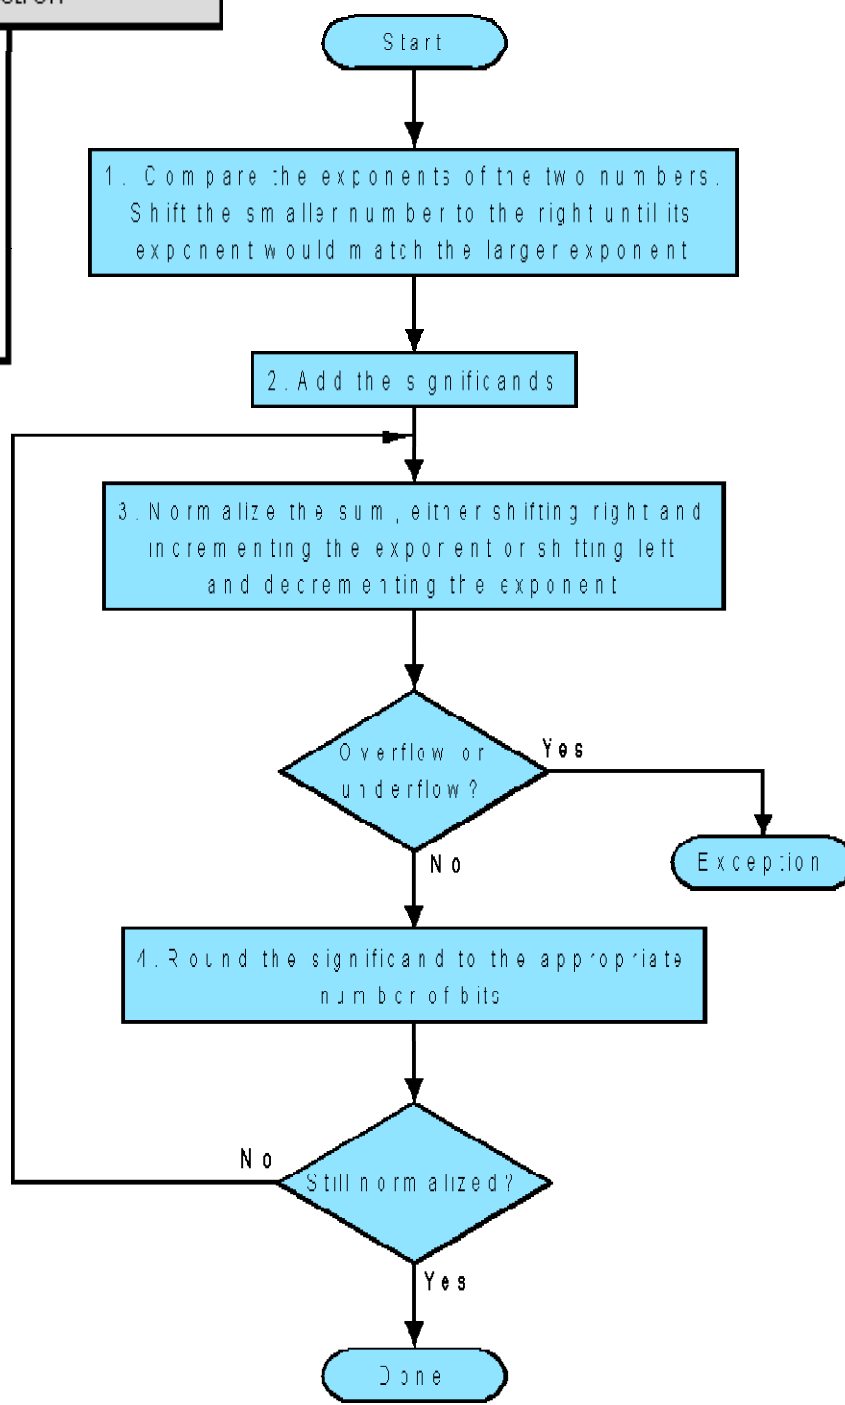 Start
1. Compare the exponents of the two numbers.
Shift the smaller number to the right until its
exponent would match the larger exponent
2. Add the significands
3. Normalize the sum, either shifting right and
incrementing the exponent or shifting left
and decrementing the exponent
Overflow or
underflow?
Yes
No
Exception
4. Round the significand to the appropriate
number of bits
No
Still normalized?
Yes
Done